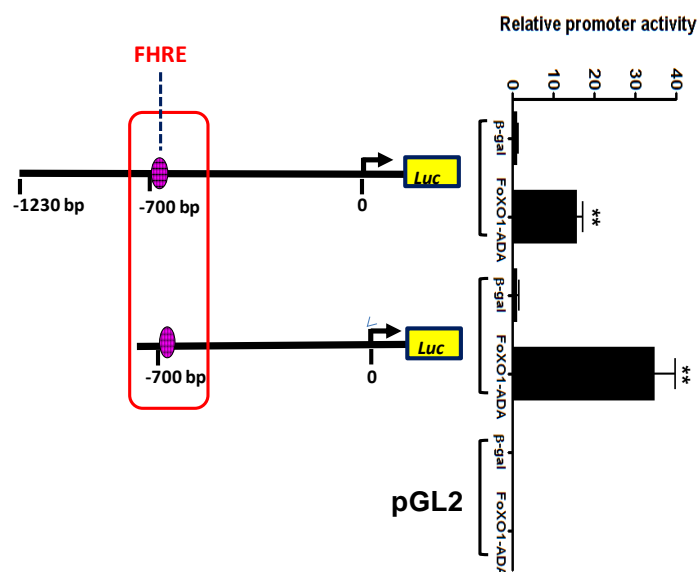 Relative promoter activity
0
10
20
30
40
FHRE
β-gal
FoXO1-ADA
**
Luc
-1230 bp
-700 bp
0
β-gal
FoXO1-ADA
**
Luc
-700 bp
0
β-gal
FoXO1-ADA
pGL2